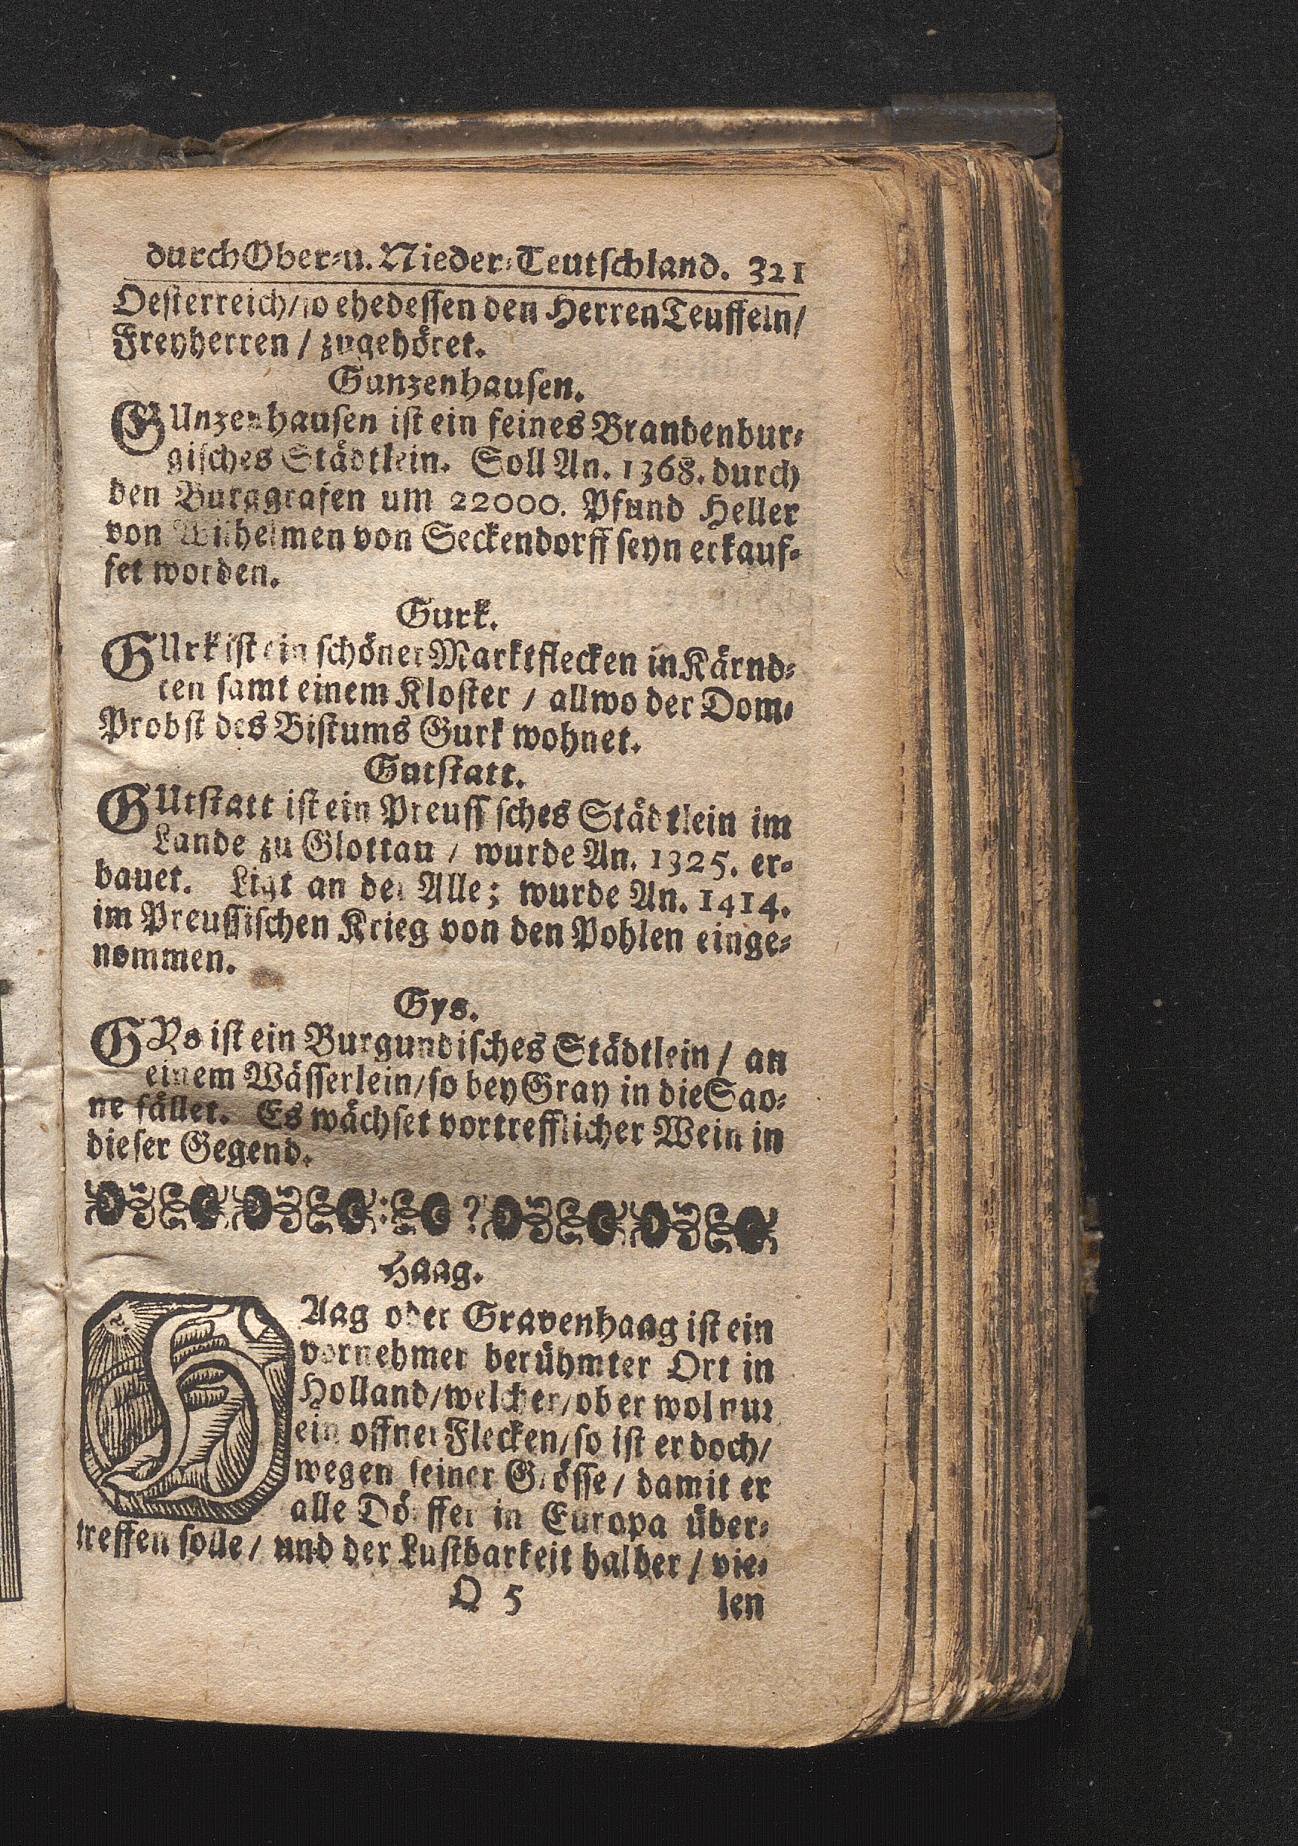 durch Ober-u. Nieder-Teutschland. 321
Oesterreich/ so ehedessen den Herren Teuffeln/
Freyherren / zugehöret.
Gunzenhausen.
GUnzenhausen ist ein feines Brandenbur-
gisches Städtlein. Soll An. 1368. durch
den Burggrafen um 22000. Pfund Heller
von Wilhelmen von Seckendorff seyn erkauf-
fet worden.
Gurk.
GUrk ist ein schöner Marktflecken in Kärnd-
ten samt einem Kloster / allwo der Dom-
Probst des Bistums Gurk wohnet.
Gutstatt.
GUtstatt ist ein Preussisches Städtlein im
Lande zu Glottau / wurde An. 1325. er-
bauet. Ligt an der Alle; wurde An. 1414.
im Preussischen Krieg von den Pohlen einge-
nommen.
Gys.
GYs ist ein Burgundisches Städtlein / an
einem Wässerlein/ so bey Gray in die Sao-
ne fället. Es wächset vortrefflicher Wein in
dieser Gegend.
Haag.
HAag oder Gravenhaag ist ein
vornehmer berühmter Ort in
Holland/ welcher/ ob er wol nur
ein offner Flecken/ so ist er doch/
wegen seiner Grösse / damit er
alle Dörffer in Europa über-
treffen solle / und der Lustbarkeit halber / vie-
O 5 len